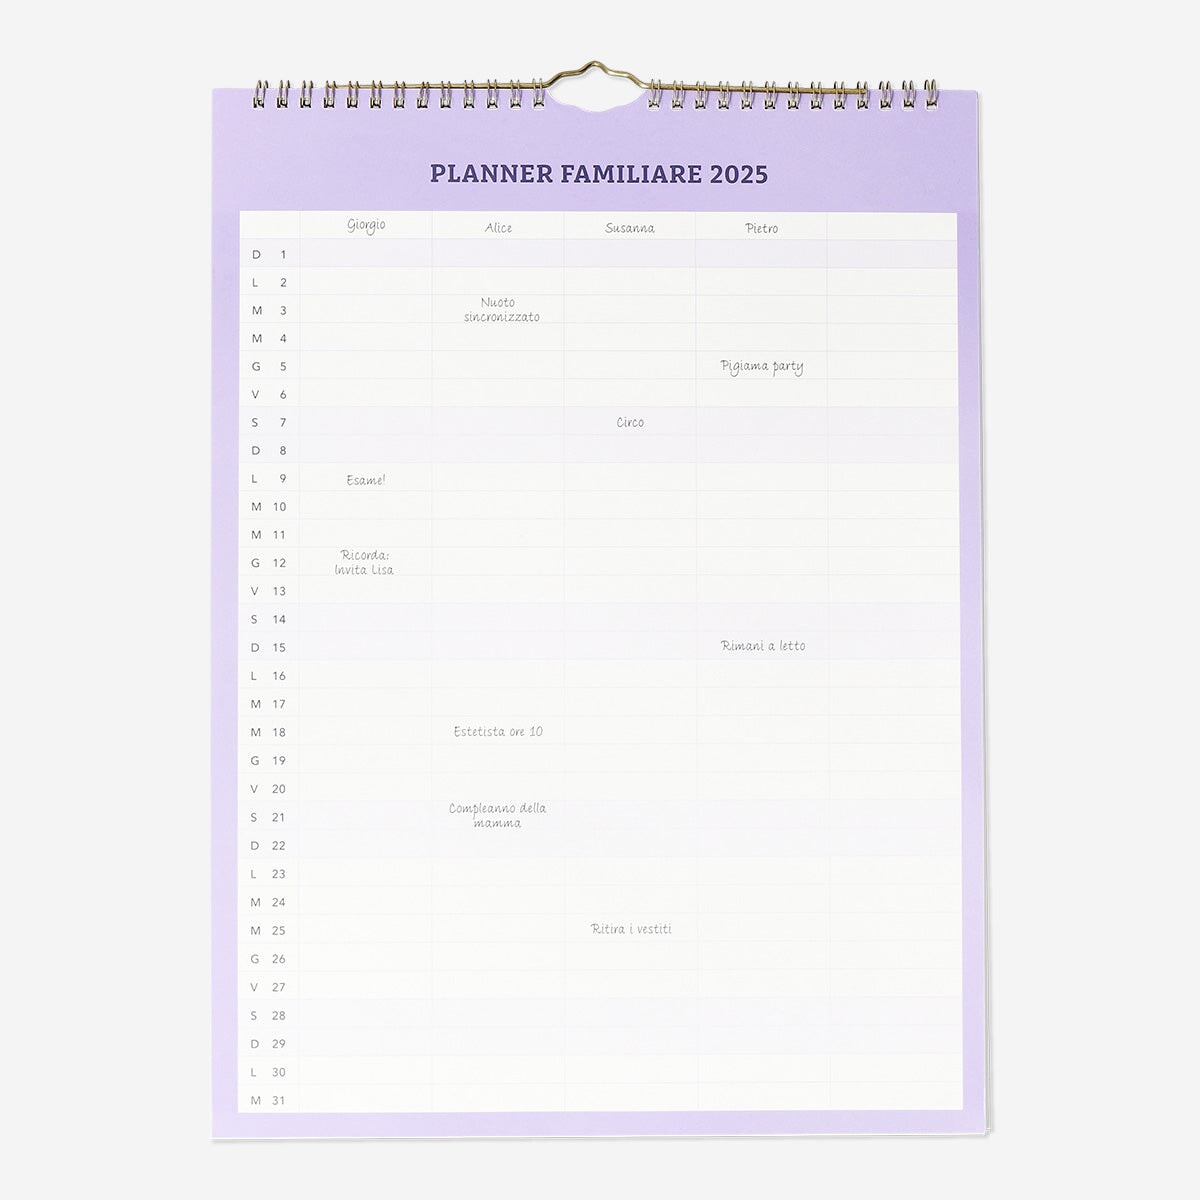 PLANNER FAMILIARE 2025
Giorgio Alice Susanna Pietro
D 1
L 2
M 3 Nuoto
sincronizzato
M 4
G 5 Pigiama party
V 6
S 7 Circo
D 8
L 9 Esame!
M 10
M 11
G 12 Ricorda:
Invita Lisa
V 13
S 14
D 15 Rimani a letto
L 16
M 17
M 18 Estetista ore 10
G 19
V 20
S 21 Compleanno della
mamma
D 22
L 23
M 24
M 25 Ritira i vestiti
G 26
V 27
S 28
D 29
L 30
M 31